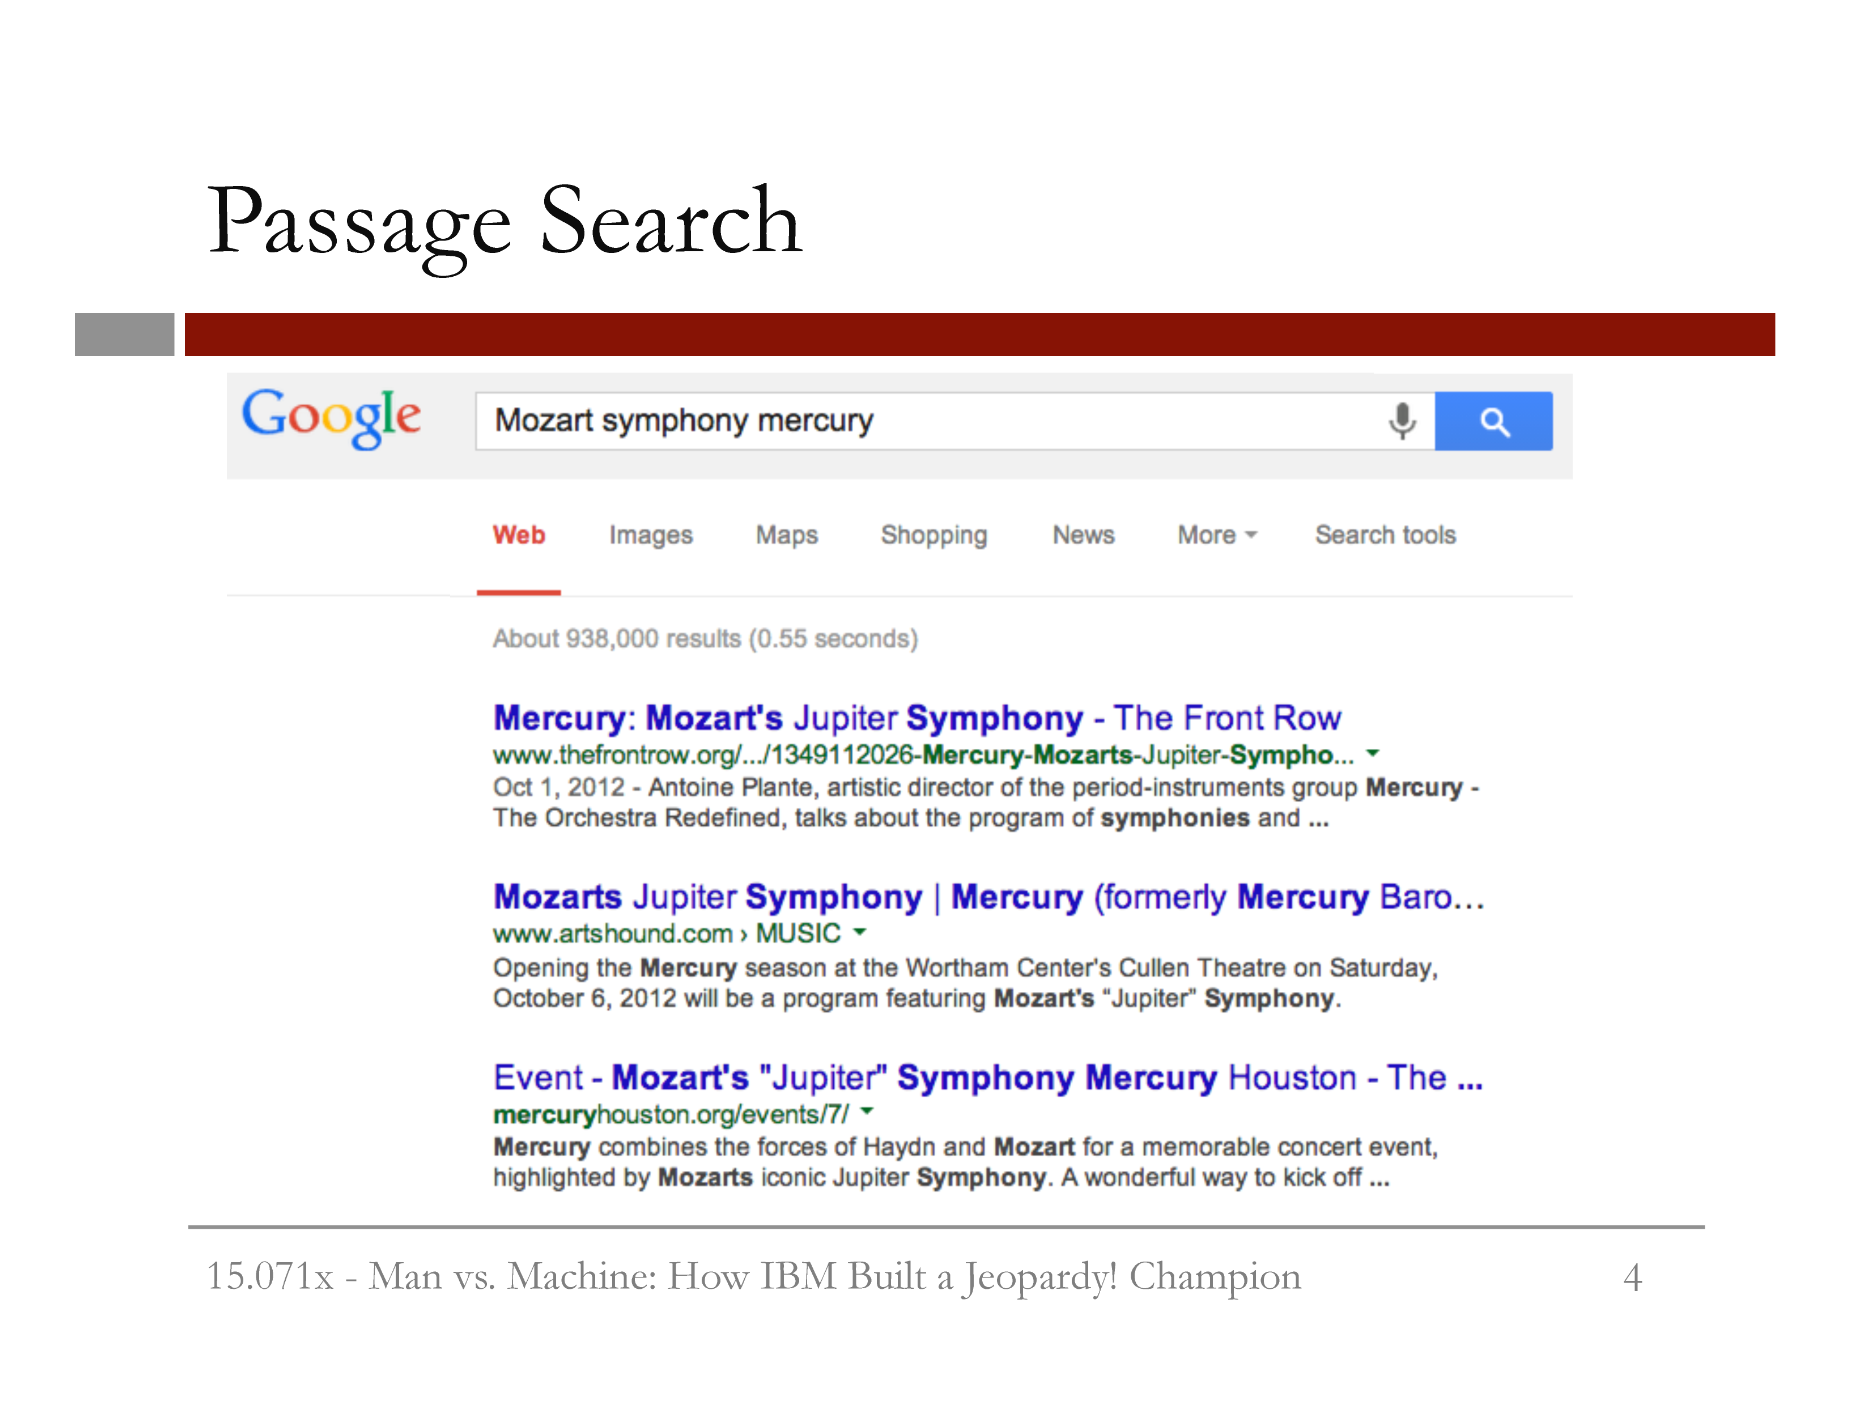 Passage Search
Google
Mozart symphony mercury
Web Images Maps Shopping News More Search tools
About 938,000 results (0.55 seconds)
Mercury: Mozart's Jupiter Symphony - The Front Row
www.thefrontrow.org/.../1349112026-Mercury-Mozarts-Jupiter-Sympho...
Oct 1, 2012 - Antoine Plante, artistic director of the period-instruments group Mercury -
The Orchestra Redefined, talks about the program of symphonies and ...
Mozarts Jupiter Symphony | Mercury (formerly Mercury Baro...
www.artshound.com › MUSIC
Opening the Mercury season at the Wortham Center's Cullen Theatre on Saturday,
October 6, 2012 will be a program featuring Mozart's “Jupiter” Symphony.
Event - Mozart's "Jupiter" Symphony Mercury Houston - The ...
mercuryhouston.org/events/7/
Mercury combines the forces of Haydn and Mozart for a memorable concert event,
highlighted by Mozarts iconic Jupiter Symphony. A wonderful way to kick off ...
15.071x - Man vs. Machine: How IBM Built a Jeopardy! Champion
4